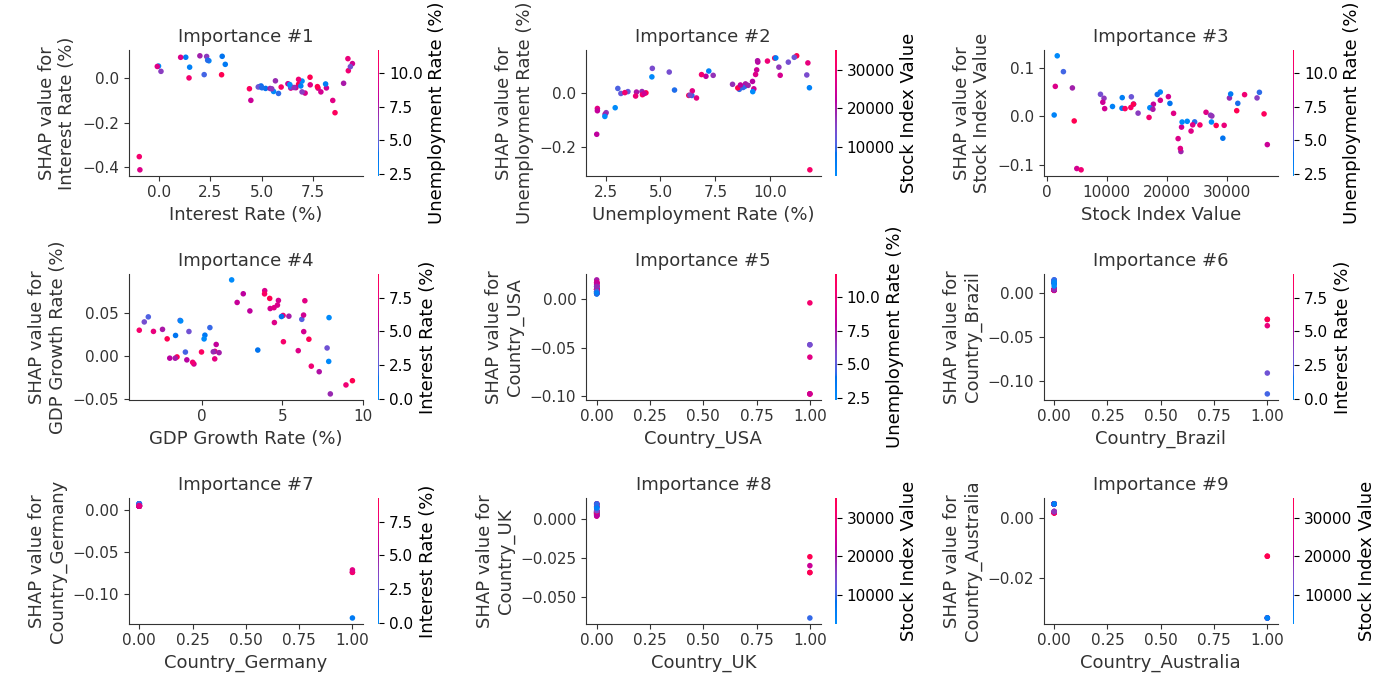 Importance #1
SHAP value for
Interest Rate (%)
0.0
−0.2
−0.4
0.0
2.5
5.0
7.5
Interest Rate (%)
10.0
7.5
5.0
2.5
Unemployment Rate (%)
Importance #2
SHAP value for
Unemployment Rate (%)
0.0
−0.2
2.5
5.0
7.5
10.0
Unemployment Rate (%)
30000
20000
10000
Stock Index Value
Importance #3
SHAP value for
Stock Index Value
0.1
0.0
−0.1
0
10000
20000
30000
Stock Index Value
10.0
7.5
5.0
2.5
Unemployment Rate (%)
Importance #4
SHAP value for
GDP Growth Rate (%)
0.05
0.00
−0.05
0
5
10
GDP Growth Rate (%)
7.5
5.0
2.5
0.0
Interest Rate (%)
Importance #5
SHAP value for
Country_USA
0.00
−0.05
−0.10
0.00
0.25
0.50
0.75
1.00
Country_USA
10.0
7.5
5.0
2.5
Unemployment Rate (%)
Importance #6
SHAP value for
Country_Brazil
0.00
−0.05
−0.10
0.00
0.25
0.50
0.75
1.00
Country_Brazil
7.5
5.0
2.5
0.0
Interest Rate (%)
Importance #7
SHAP value for
Country_Germany
0.00
−0.05
−0.10
0.00
0.25
0.50
0.75
1.00
Country_Germany
7.5
5.0
2.5
0.0
Interest Rate (%)
Importance #8
SHAP value for
Country_UK
0.000
−0.025
−0.050
0.00
0.25
0.50
0.75
1.00
Country_UK
30000
20000
10000
Stock Index Value
Importance #9
SHAP value for
Country_Australia
0.00
−0.02
0.00
0.25
0.50
0.75
1.00
Country_Australia
30000
20000
10000
Stock Index Value